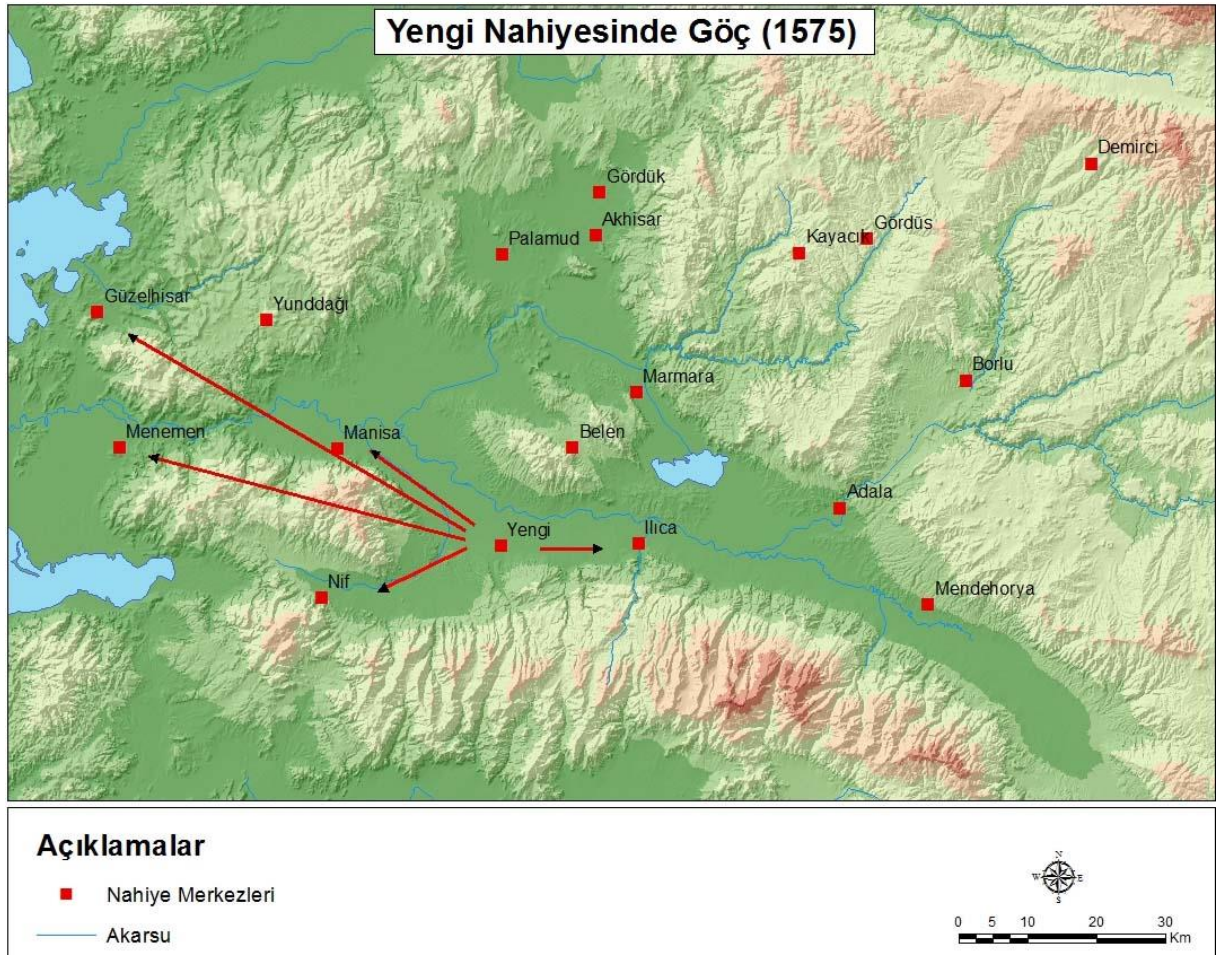 Yengi Nahiyesinde Göç (1575)
Demirci
Gördük
Akhisar
Gördüs
Kayacık
Palamud
Güzelhisar
Yunddağı
Borlu
Marmara
Menemen
Manisa
Belen
Adala
Yengi
Ilıca
Nif
Mendehorya
Açıklamalar
Nahiye Merkezleri
Akarsu
N
W E
S
0 5 10 20 30
Km